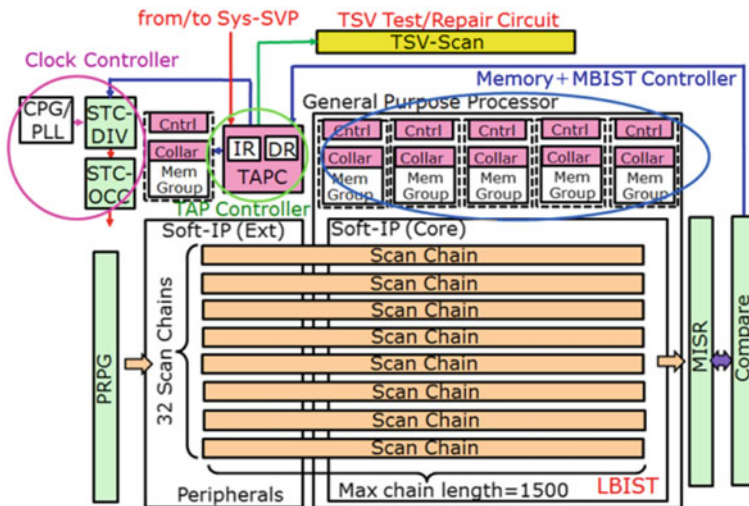 from/to Sys-SVP
TSV Test/Repair Circuit
TSV-Scan
Clock Controller
Memory+MBIST Controller
General Purpose Processor
CPG/
PLL
STC-
DIV
STC-
OCC
Cntrl
Collar
Mem
Group
IR
DR
TAPC
TAP Controller
Cntrl
Cntrl
Cntrl
Cntrl
Cntrl
Collar
Collar
Collar
Collar
Collar
Mem
Group
Mem
Group
Mem
Group
Mem
Group
Mem
Group
Soft-IP (Ext)
Soft-IP (Core)
PRPG
32 Scan Chains
Scan Chain
Scan Chain
Scan Chain
Scan Chain
Scan Chain
Scan Chain
Scan Chain
Scan Chain
MISR
Compare
Peripherals
Max chain length=1500
LBIST